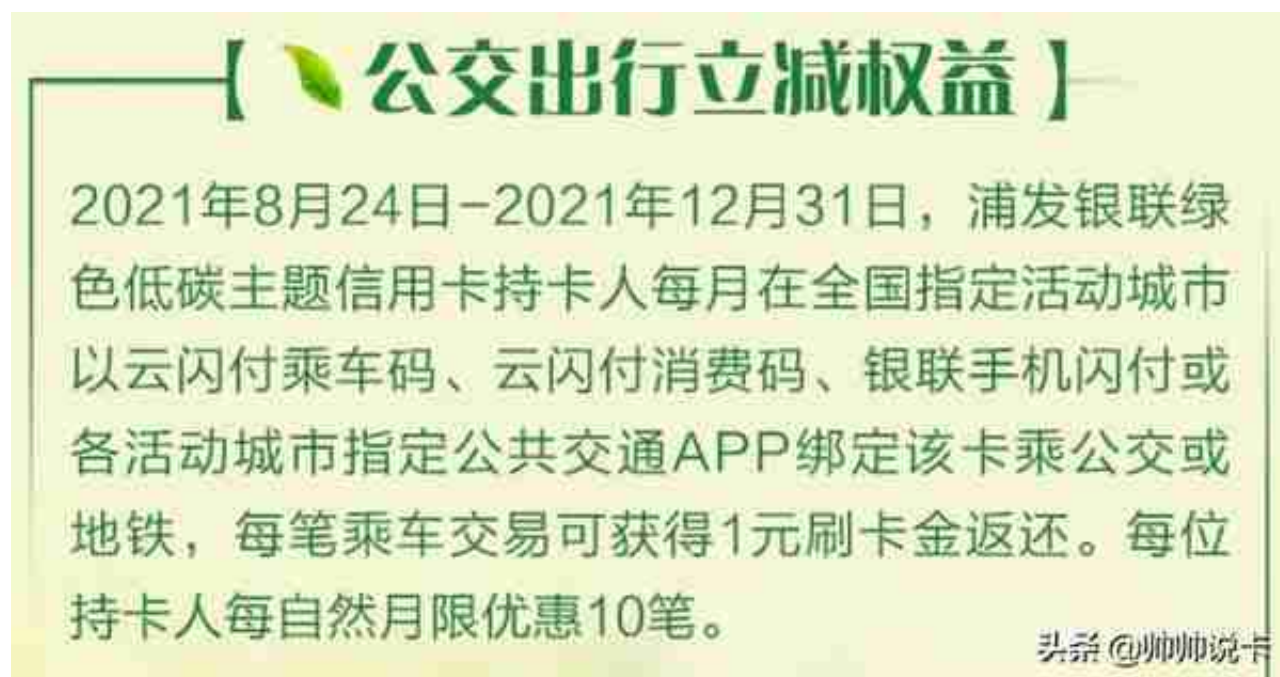 【公交出行立减权益】
2021年8月24日-2021年12月31日，浦发银联绿
色低碳主题信用卡持卡人每月在全国指定活动城市
以云闪付乘车码、云闪付消费码、银联手机闪付或
各活动城市指定公共交通APP绑定该卡乘公交或
地铁，每笔乘车交易可获得1元刷卡金返还。每位
持卡人每自然月限优惠10笔。
头条 @帅帅说卡